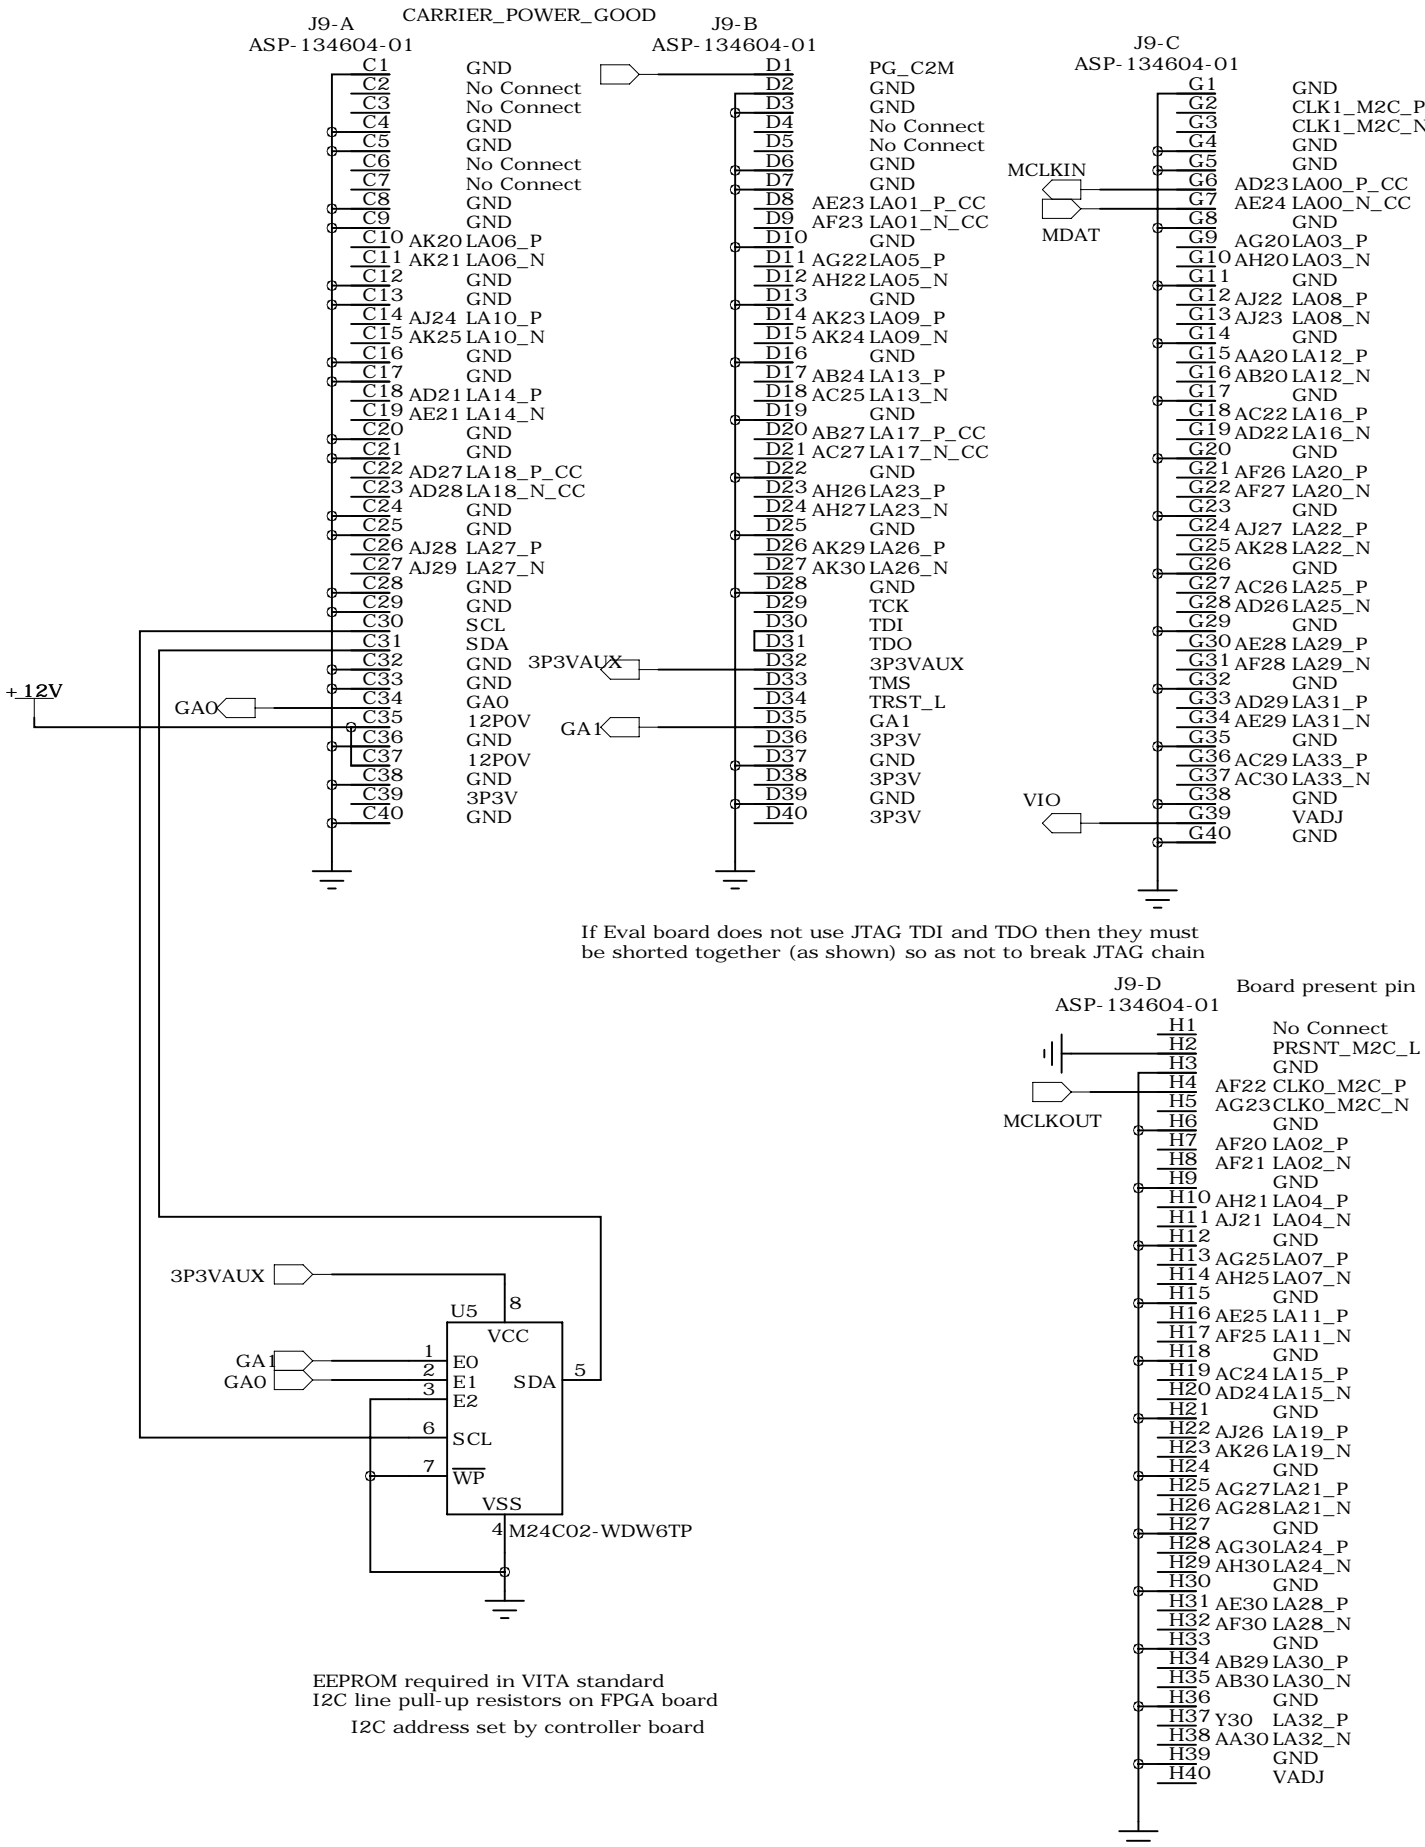 CARRIER_POWER_GOOD
J9-A
ASP-134604-01
C1 GND
C2 No Connect
C3 No Connect
C4 GND
C5 GND
C6 No Connect
C7 No Connect
C8 GND
C9 GND
C10 AK20 LA06_P
C11 AK21 LA06_N
C12 GND
C13 GND
C14 AJ24 LA10_P
C15 AK25 LA10_N
C16 GND
C17 GND
C18 AD21 LA14_P
C19 AE21 LA14_N
C20 GND
C21 GND
C22 AD27 LA18_P_CC
C23 AD28 LA18_N_CC
C24 GND
C25 GND
C26 AJ28 LA27_P
C27 AJ29 LA27_N
C28 GND
C29 GND
C30 SCL
C31 SDA
C32 GND
C33 GND
C34 GA0
C35 12P0V
C36 GND
C37 12P0V
C38 GND
C39 3P3V
C40 GND
+12V
GA0
J9-B
ASP-134604-01
D1 PG_C2M
D2 GND
D3 GND
D4 No Connect
D5 No Connect
D6 GND
D7 GND
D8 AE23 LA01_P_CC
D9 AF23 LA01_N_CC
D10 GND
D11 AG22 LA05_P
D12 AH22 LA05_N
D13 GND
D14 AK23 LA09_P
D15 AK24 LA09_N
D16 GND
D17 AB24 LA13_P
D18 AC25 LA13_N
D19 GND
D20 AB27 LA17_P_CC
D21 AC27 LA17_N_CC
D22 GND
D23 AH26 LA23_P
D24 AH27 LA23_N
D25 GND
D26 AK29 LA26_P
D27 AK30 LA26_N
D28 GND
D29 TCK
D30 TDI
D31 TDO
D32 3P3VAUX
D33 TMS
D34 TRST_L
D35 GA1
D36 3P3V
D37 GND
D38 3P3V
D39 GND
D40 3P3V
3P3VAUX
GA1
J9-C
ASP-134604-01
G1 GND
G2 CLK1_M2C_P
G3 CLK1_M2C_N
G4 GND
G5 GND
G6 AD23 LA00_P_CC
G7 AE24 LA00_N_CC
G8 GND
G9 AG20 LA03_P
G10 AH20 LA03_N
G11 GND
G12 AJ22 LA08_P
G13 AJ23 LA08_N
G14 GND
G15 AA20 LA12_P
G16 AB20 LA12_N
G17 GND
G18 AC22 LA16_P
G19 AD22 LA16_N
G20 GND
G21 AF26 LA20_P
G22 AF27 LA20_N
G23 GND
G24 AJ27 LA22_P
G25 AK28 LA22_N
G26 GND
G27 AC26 LA25_P
G28 AD26 LA25_N
G29 GND
G30 AE28 LA29_P
G31 AF28 LA29_N
G32 GND
G33 AD29 LA31_P
G34 AE29 LA31_N
G35 GND
G36 AC29 LA33_P
G37 AC30 LA33_N
G38 GND
G39 VADJ
G40 GND
MCLKIN
MDAT
VIO
If Eval board does not use JTAG TDI and TDO then they must
be shorted together (as shown) so as not to break JTAG chain
J9-D
ASP-134604-01
Board present pin
H1 No Connect
H2 PRSNT_M2C_L
H3 GND
H4 AF22 CLK0_M2C_P
H5 AG23 CLK0_M2C_N
H6 GND
H7 AF20 LA02_P
H8 AF21 LA02_N
H9 GND
H10 AH21 LA04_P
H11 AJ21 LA04_N
H12 GND
H13 AG25 LA07_P
H14 AH25 LA07_N
H15 GND
H16 AE25 LA11_P
H17 AF25 LA11_N
H18 GND
H19 AC24 LA15_P
H20 AD24 LA15_N
H21 GND
H22 AJ26 LA19_P
H23 AK26 LA19_N
H24 GND
H25 AG27 LA21_P
H26 AG28 LA21_N
H27 GND
H28 AG30 LA24_P
H29 AH30 LA24_N
H30 GND
H31 AE30 LA28_P
H32 AF30 LA28_N
H33 GND
H34 AB29 LA30_P
H35 AB30 LA30_N
H36 GND
H37 Y30 LA32_P
H38 AA30 LA32_N
H39 GND
H40 VADJ
MCLKOUT
3P3VAUX
U5
8
VCC
GA1 1 E0
GA0 2 E1
3 E2
SDA 5
6 SCL
7 WP
VSS
4 M24C02-WDW6TP
EEPROM required in VITA standard
I2C line pull-up resistors on FPGA board
I2C address set by controller board